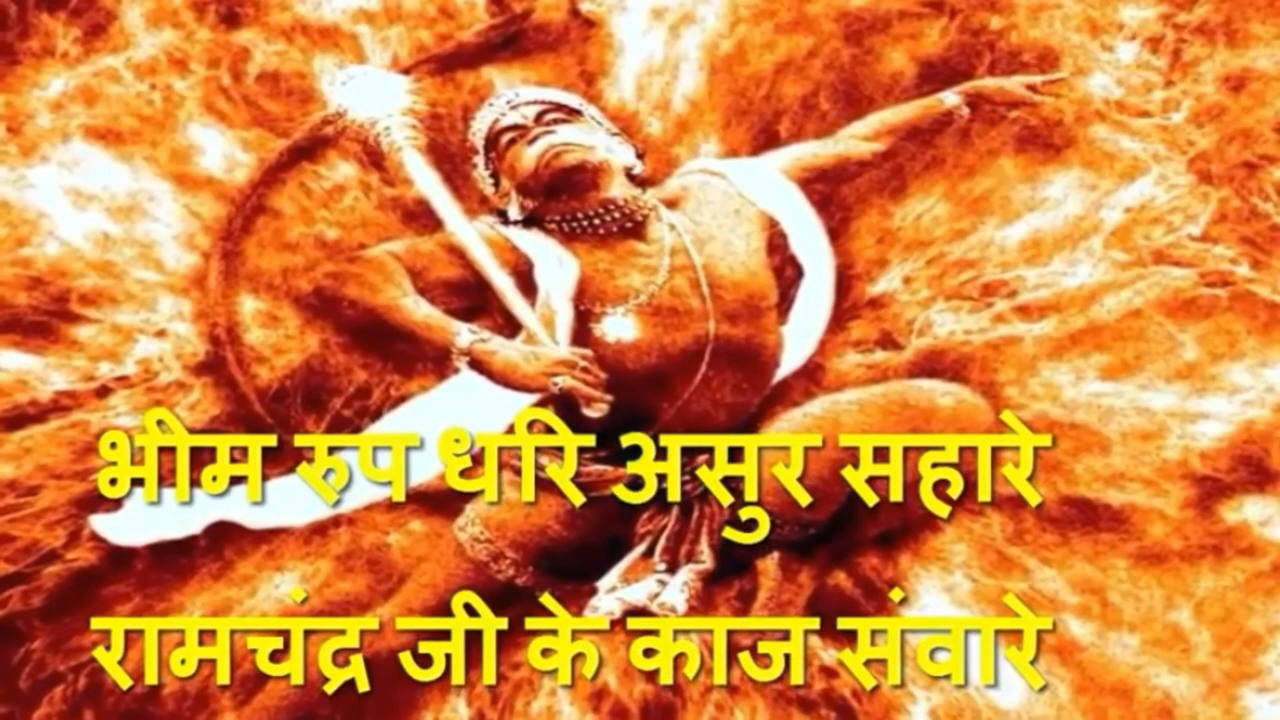 भीम रुप धरि असुर सहारे
रामचंद्र जी के काज संवारे